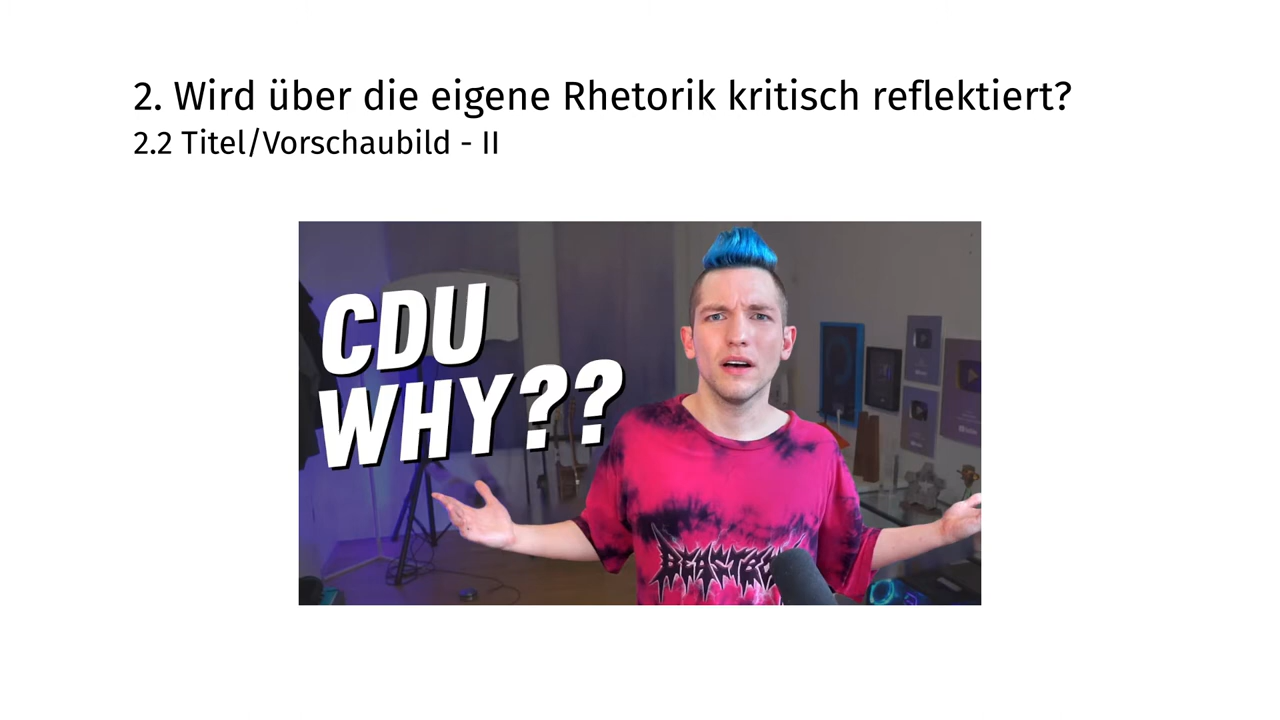 2. Wird über die eigene Rhetorik kritisch reflektiert?
2.2 Titel/Vorschaubild - II
CDU
WHY??